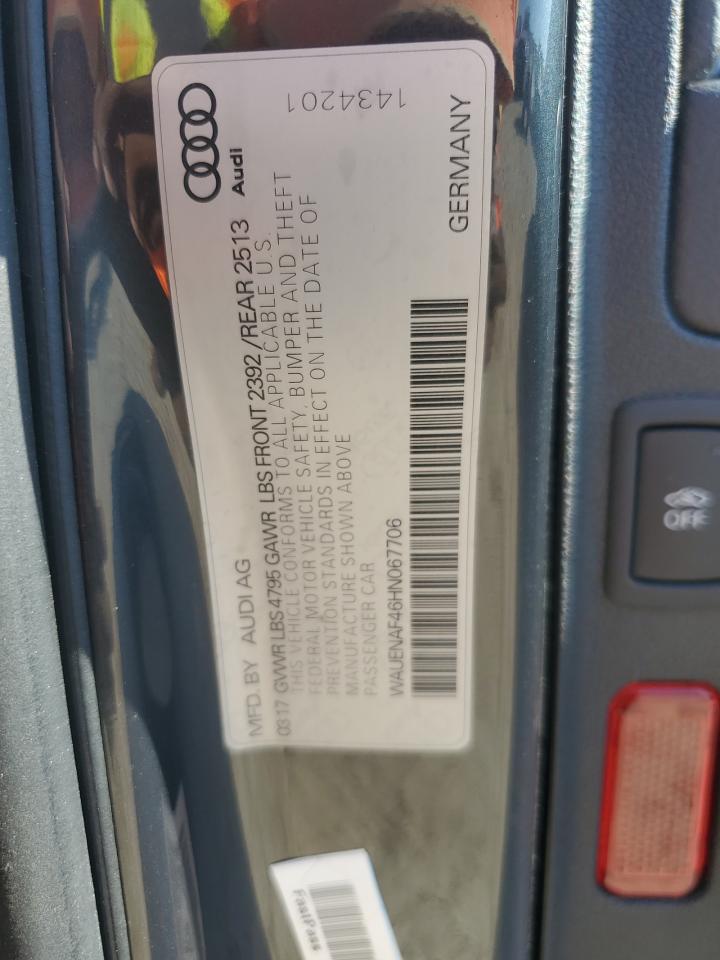 MFD. BY AUDI AG
0317 GVWR LBS 4795 GAWR LBS FRONT 2392/REAR 2513
THIS VEHICLE CONFORMS TO ALL APPLICABLE U.S.
FEDERAL MOTOR VEHICLE SAFETY, BUMPER AND THEFT
PREVENTION STANDARDS IN EFFECT ON THE DATE OF
MANUFACTURE SHOWN ABOVE
PASSENGER CAR
WAUENAF46HN067706
Audi
1434201
GERMANY
OFF
FastPass